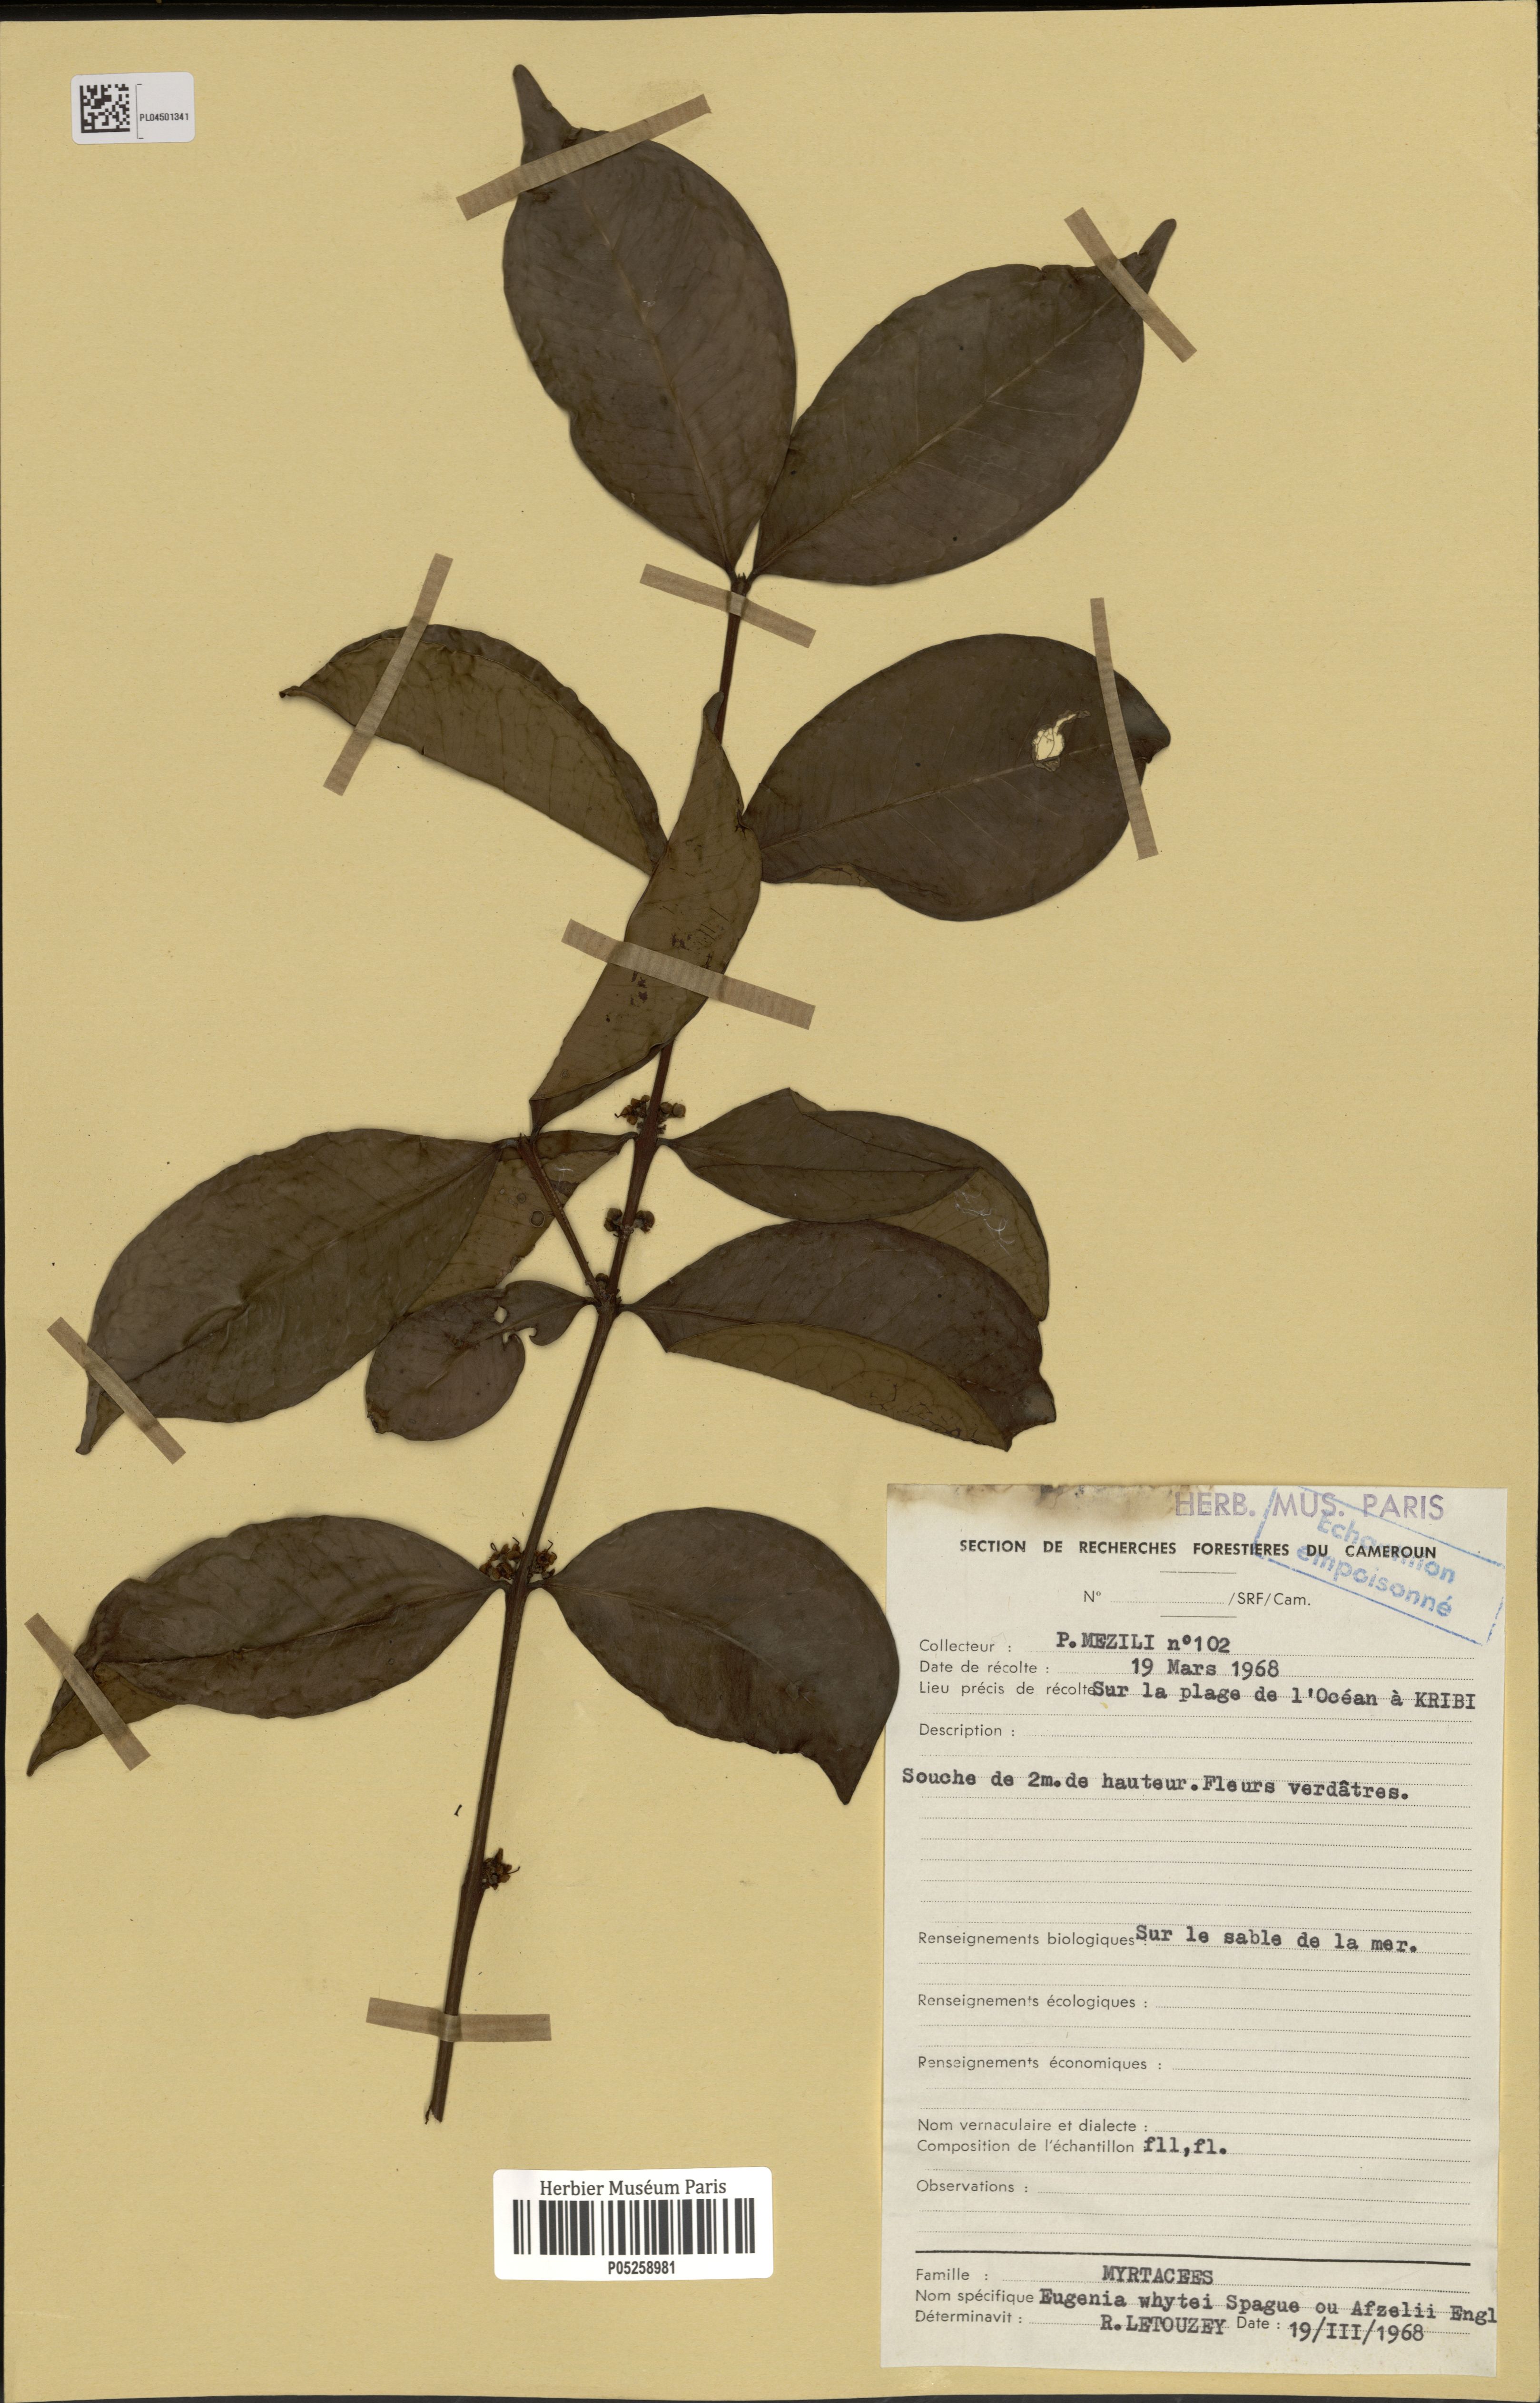 PL04501341
HERB. MUS. PARIS
Echantillon
empoisonné
SECTION DE RECHERCHES FORESTIÈRES DU CAMEROUN
N° /SRF/Cam.
Collecteur : P.MEZILI n°102
Date de récolte : 19 Mars 1968
Lieu précis de récolte Sur la plage de l'Océan à KRIBI
Description :
Souche de 2m.de hauteur.Fleurs verdâtres.
Renseignements biologiques Sur le sable de la mer.
Renseignements écologiques :
Renseignements économiques :
Nom vernaculaire et dialecte :
Composition de l'échantillon fll,fl.
Observations :
Famille : MYRTACEES
Nom spécifique Eugenia whytei Spague ou Afzelii Engl
Déterminavit : R.LETOUZEY Date : 19/III/1968
Herbier Muséum Paris
P05258981